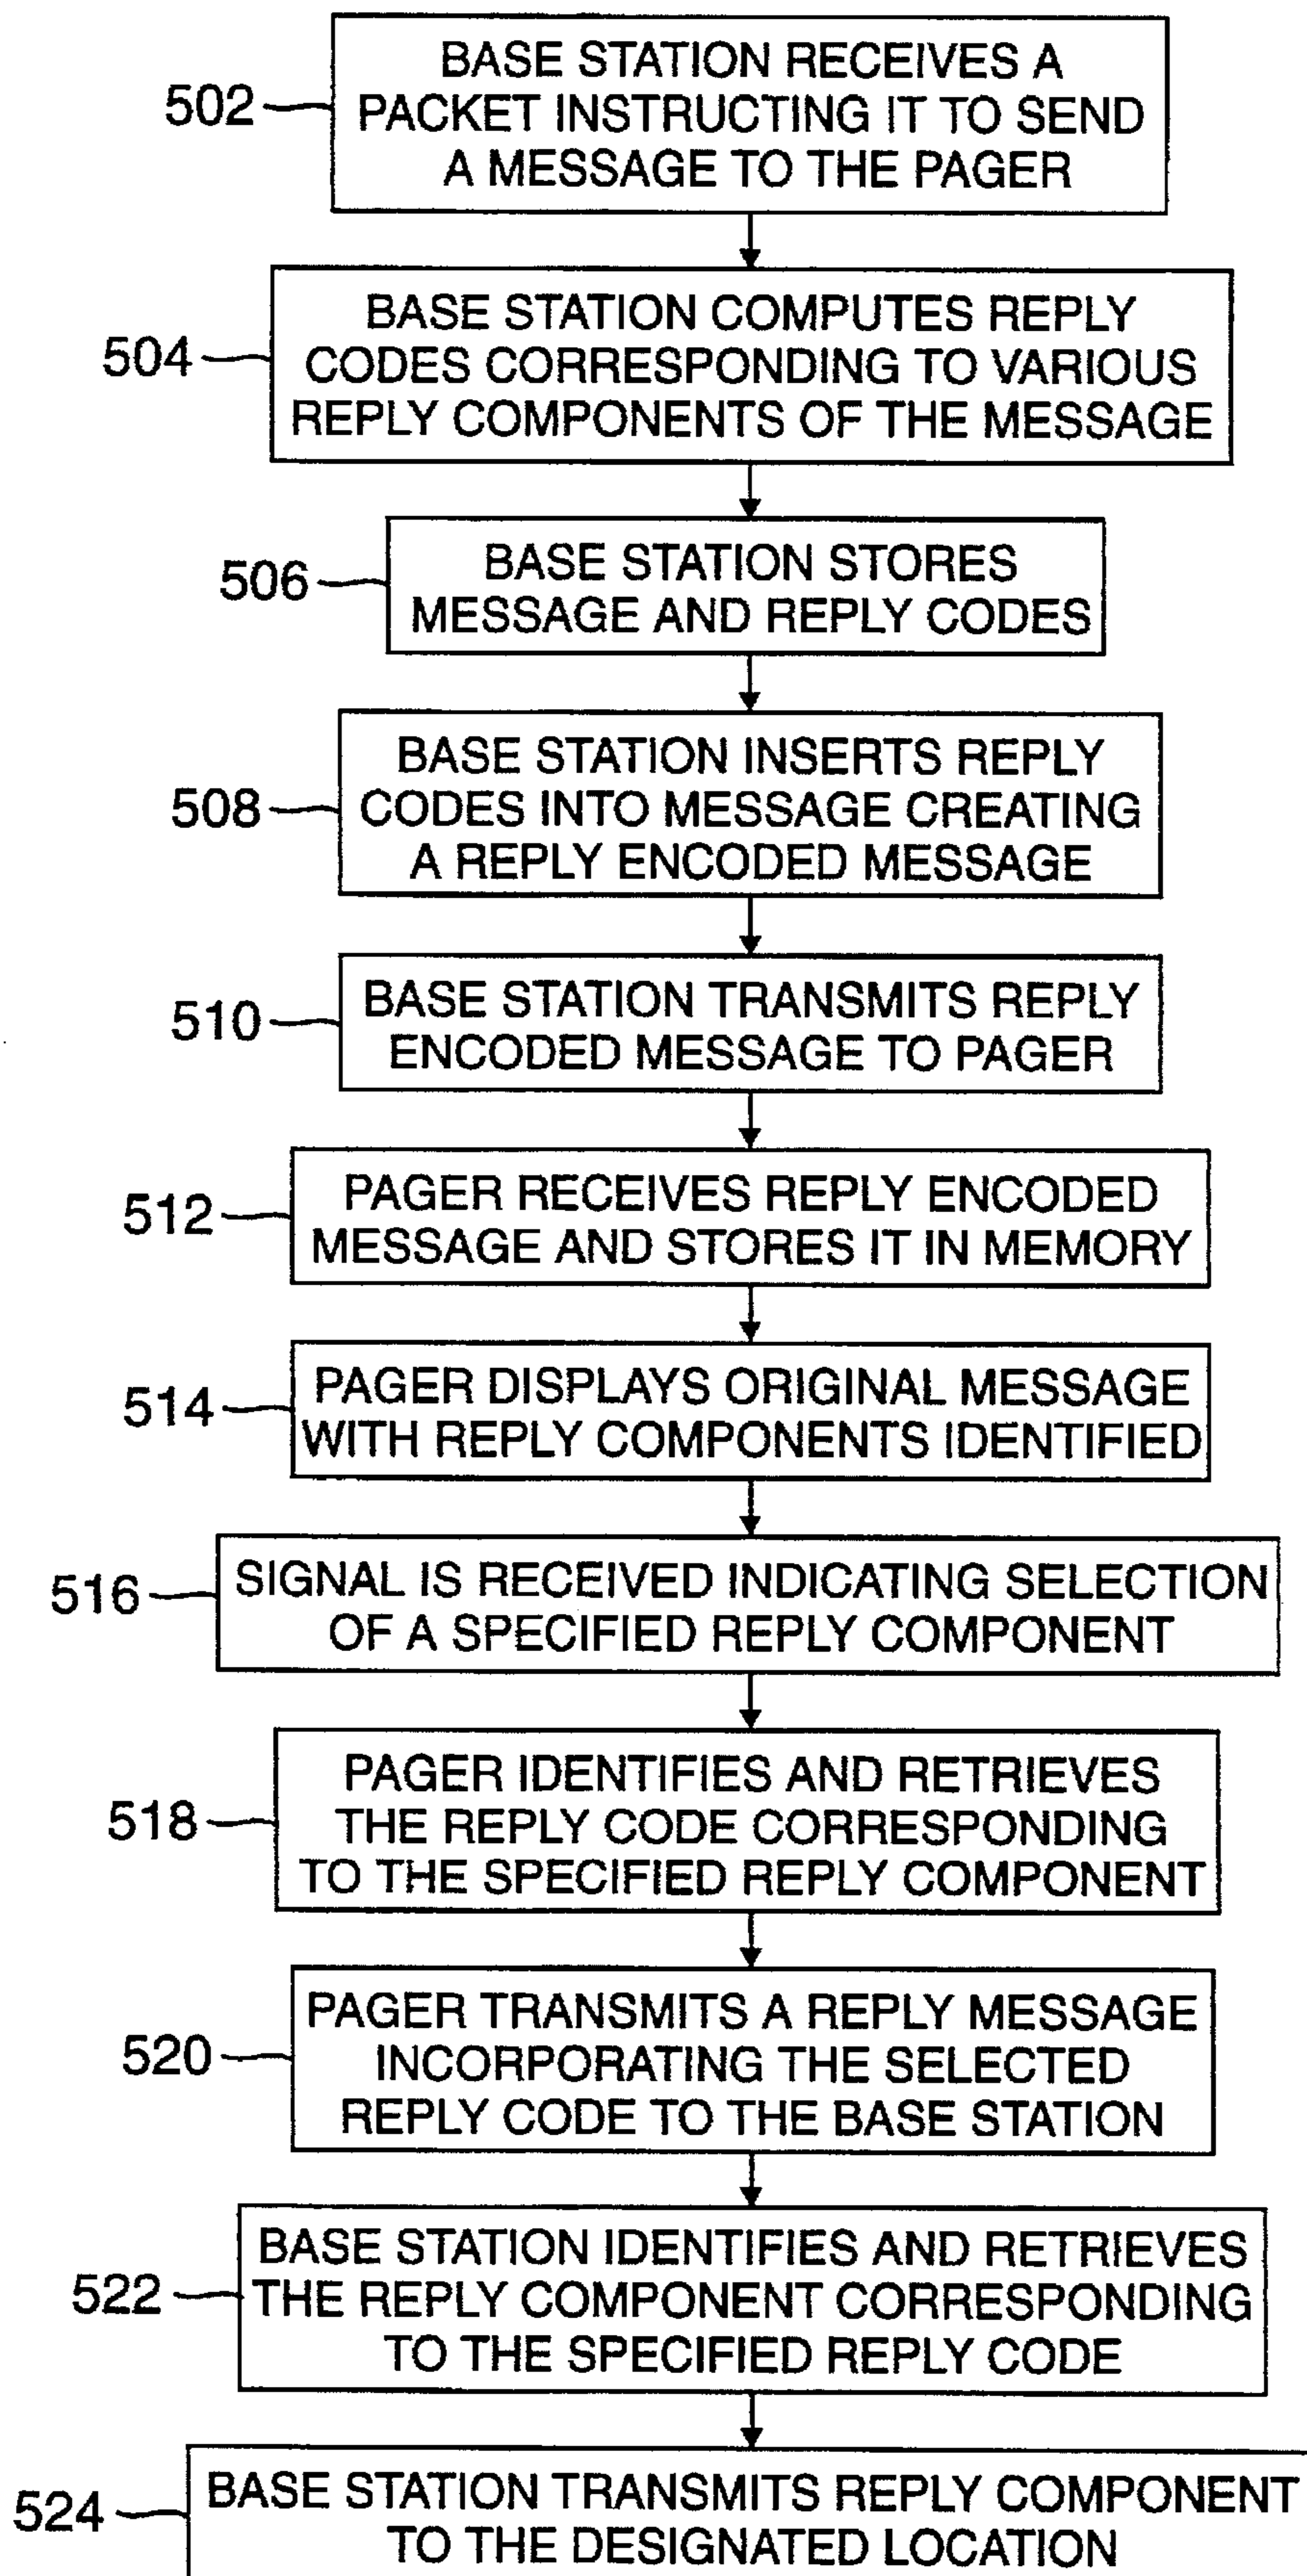 BASE STATION RECEIVES A
502 PACKET INSTRUCTING IT TO SEND
A MESSAGE TO THE PAGER
BASE STATION COMPUTES REPLY
504 CODES CORRESPONDING TO VARIOUS
REPLY COMPONENTS OF THE MESSAGE
506 BASE STATION STORES
MESSAGE AND REPLY CODES
BASE STATION INSERTS REPLY
508 CODES INTO MESSAGE CREATING
A REPLY ENCODED MESSAGE
510 BASE STATION TRANSMITS REPLY
ENCODED MESSAGE TO PAGER
512 PAGER RECEIVES REPLY ENCODED
MESSAGE AND STORES IT IN MEMORY
514 PAGER DISPLAYS ORIGINAL MESSAGE
WITH REPLY COMPONENTS IDENTIFIED
516 SIGNAL IS RECEIVED INDICATING SELECTION
OF A SPECIFIED REPLY COMPONENT
PAGER IDENTIFIES AND RETRIEVES
518 THE REPLY CODE CORRESPONDING
TO THE SPECIFIED REPLY COMPONENT
PAGER TRANSMITS A REPLY MESSAGE
520 INCORPORATING THE SELECTED
REPLY CODE TO THE BASE STATION
BASE STATION IDENTIFIES AND RETRIEVES
522 THE REPLY COMPONENT CORRESPONDING
TO THE SPECIFIED REPLY CODE
524 BASE STATION TRANSMITS REPLY COMPONENT
TO THE DESIGNATED LOCATION